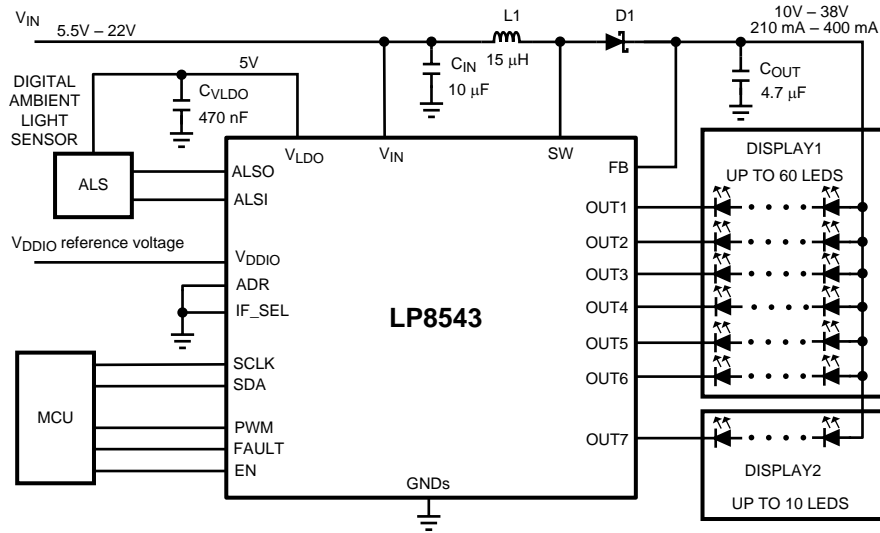 VIN
5.5V – 22V
L1
15 μH
D1
10V – 38V
210 mA – 400 mA
CIN
10 μF
COUT
4.7 μF
5V
CVLDO
470 nF
DIGITAL
AMBIENT
LIGHT
SENSOR
ALS
VLDO
VIN
SW
FB
ALSO
ALSI
VDDIO reference voltage
VDDIO
ADR
IF_SEL
LP8543
MCU
SCLK
SDA
PWM
FAULT
EN
GNDs
OUT1
OUT2
OUT3
OUT4
OUT5
OUT6
OUT7
DISPLAY1
UP TO 60 LEDS
DISPLAY2
UP TO 10 LEDS